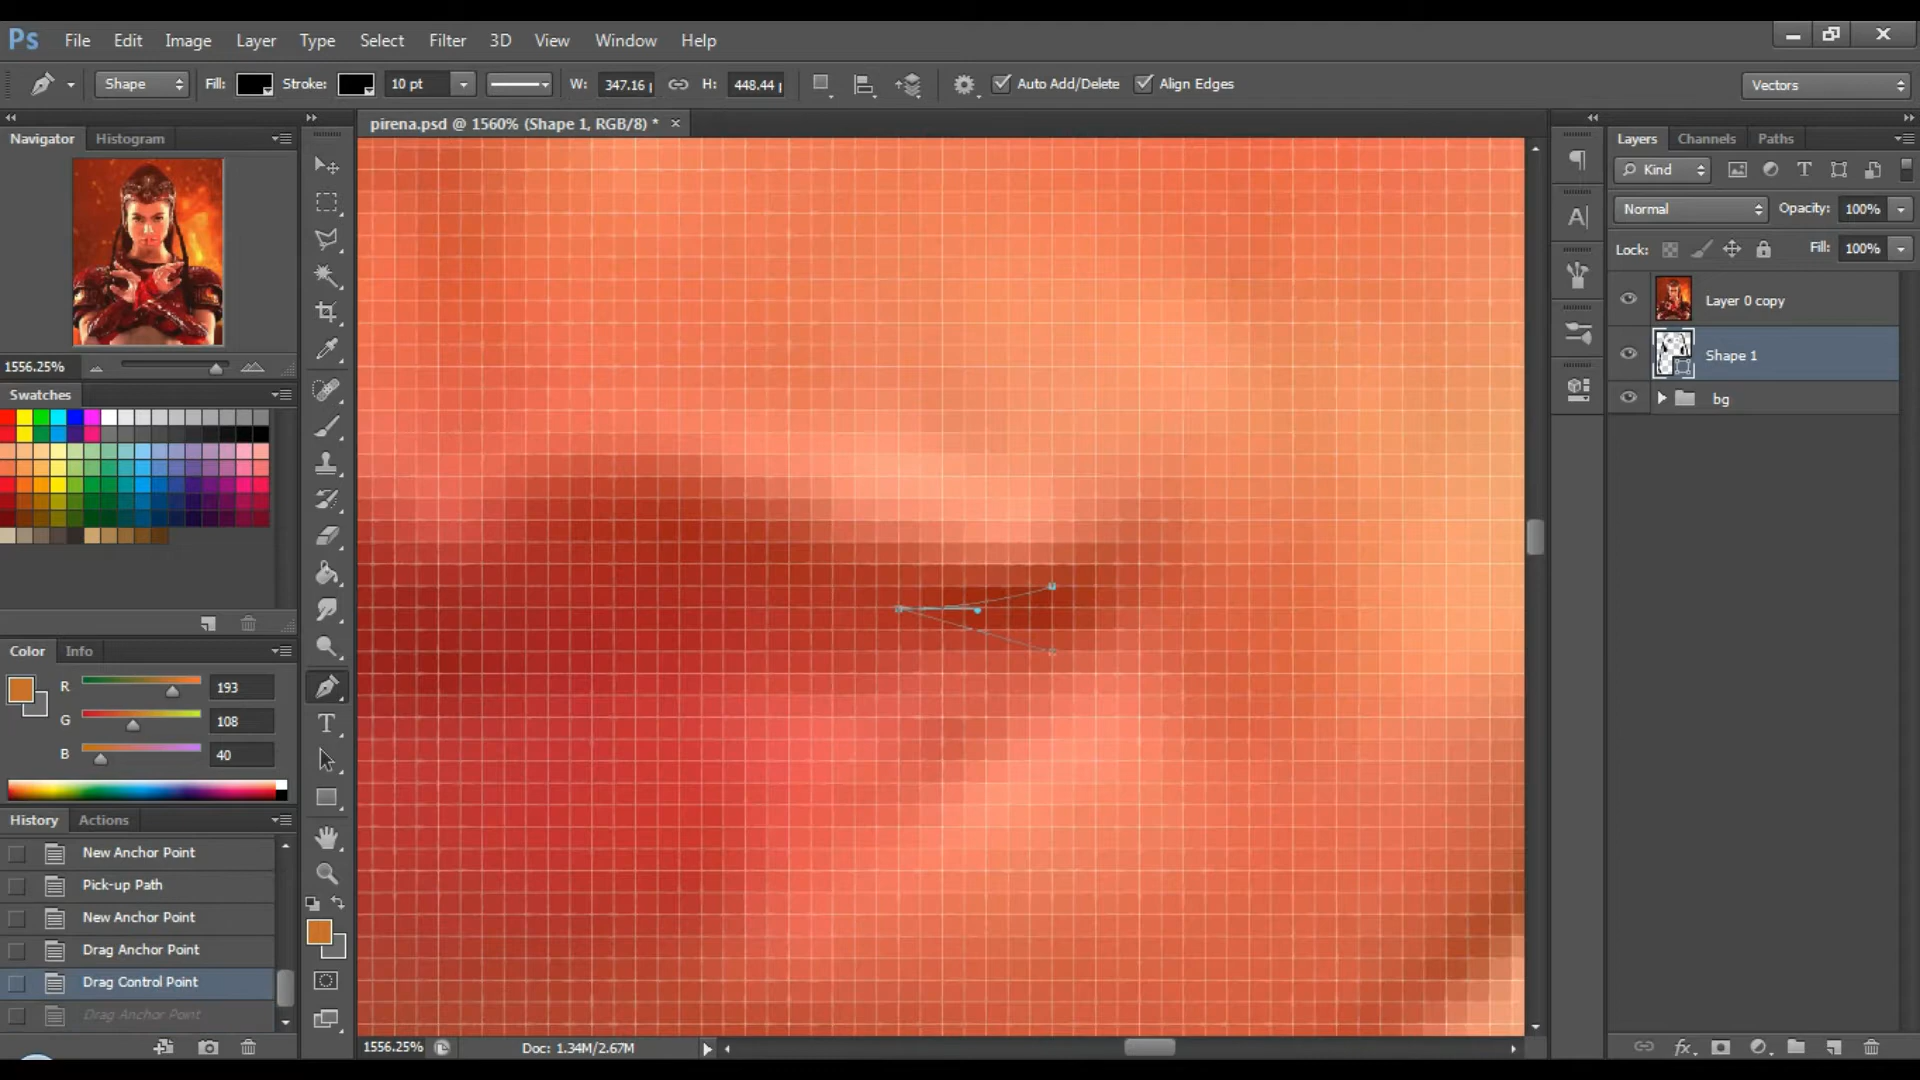 Ps File Edit Image Layer Type Select Filter 3D View Window Help
Shape Fill: Stroke: 10 pt W: 347.16 H: 448.44 Auto Add/Delete Align Edges Vectors
Navigator Histogram
pirena.psd @ 1560% (Shape 1, RGB/8) *
Layers Channels Paths
Kind
Normal Opacity: 100%
Lock: Fill: 100%
Layer 0 copy
Shape 1
bg
1556.25%
Swatches
Color Info
R 193
G 108
B 40
History Actions
New Anchor Point
Pick-up Path
New Anchor Point
Drag Anchor Point
Drag Control Point
Drag Anchor Point
1556.25% Doc: 1.34M/2.67M